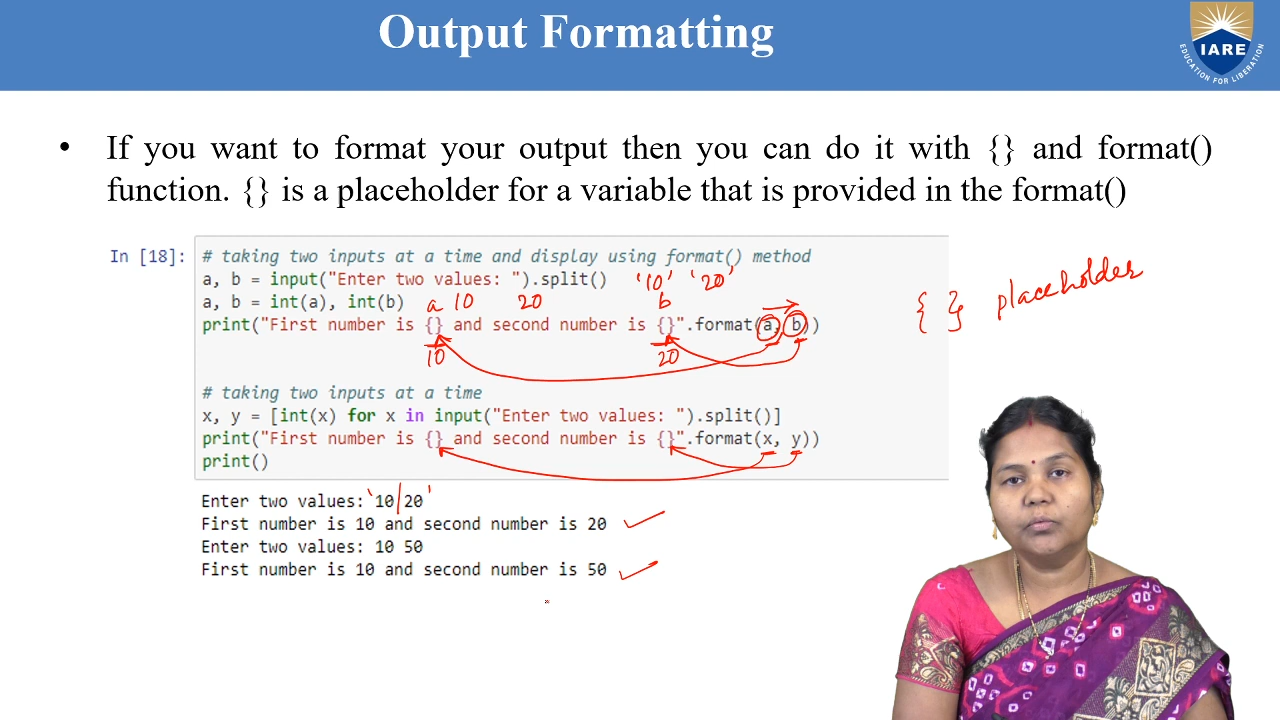 Output Formatting
IARE
EDUCATION FOR LIBERATION
• If you want to format your output then you can do it with {} and format()
function. {} is a placeholder for a variable that is provided in the format()
In [18]: # taking two inputs at a time and display using format() method
a, b = input("Enter two values: ").split() '10' '20'
a, b = int(a), int(b) a 10 20 b
print("First number is {} and second number is {}".format(a, b))
10 20
{ } placeholder
# taking two inputs at a time
x, y = [int(x) for x in input("Enter two values: ").split()]
print("First number is {} and second number is {}".format(x, y))
print()
Enter two values: '10|20'
First number is 10 and second number is 20
Enter two values: 10 50
First number is 10 and second number is 50